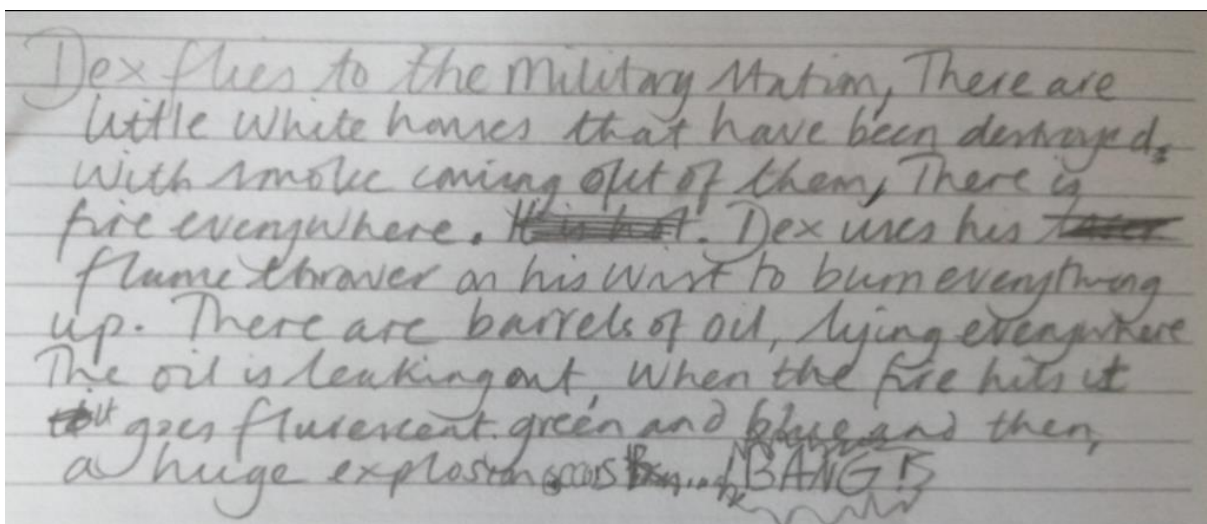 Dex flies to the military station, There are
little white houses that have been destroyed.
With smoke coming out of them, There is
fire everywhere. Dex uses his
flame thrower on his wrist to burn everything
up. There are barrels of oil, lying everywhere
The oil is leaking out, When the fire hits it
it goes flurescent green and blue and then,
a huge explosion occurs BANG!!